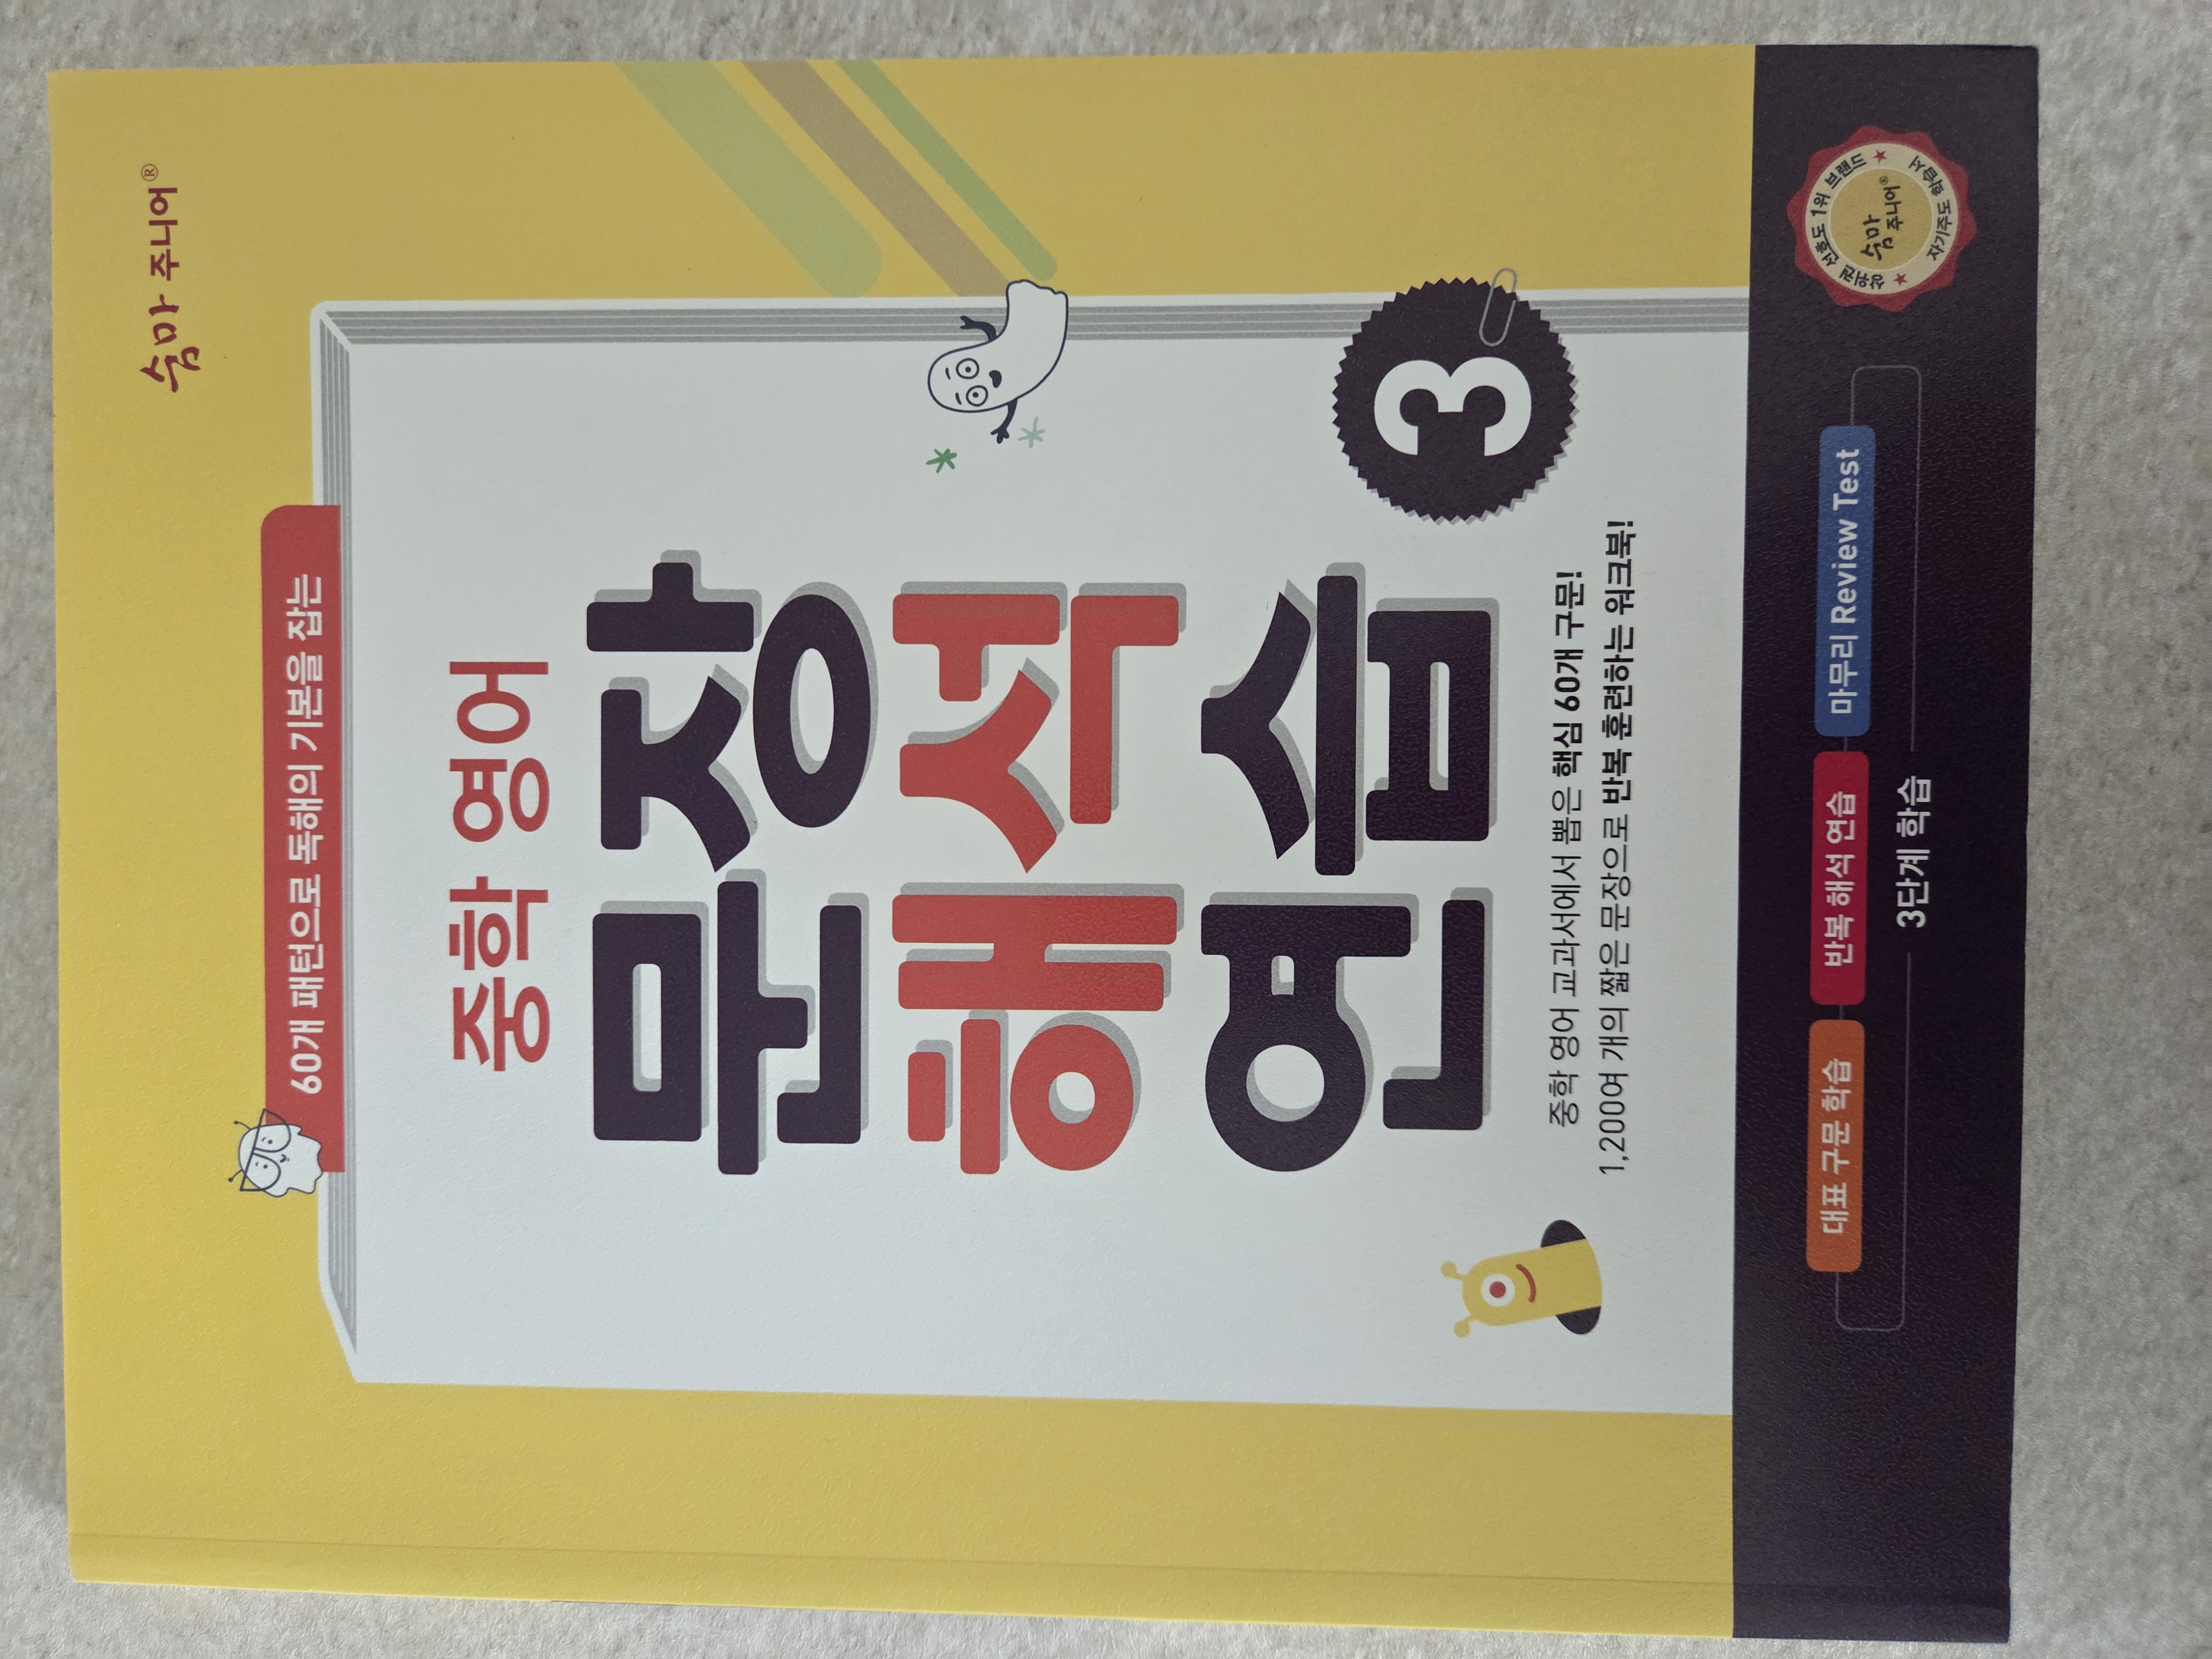 숨마 주니어®
60개 패턴으로 독해의 기본을 잡는
중학 영어
문장
해석
연습
3
중학 영어 교과서에서 뽑은 핵심 60개 구문!
1,200여 개의 짧은 문장으로 반복 훈련하는 워크북!
대표 구문 학습 반복 해석 연습 마무리 Review Test
3단계 학습
상위권 선호도 1위 브랜드
숨마
주니어®
자기주도 학습서